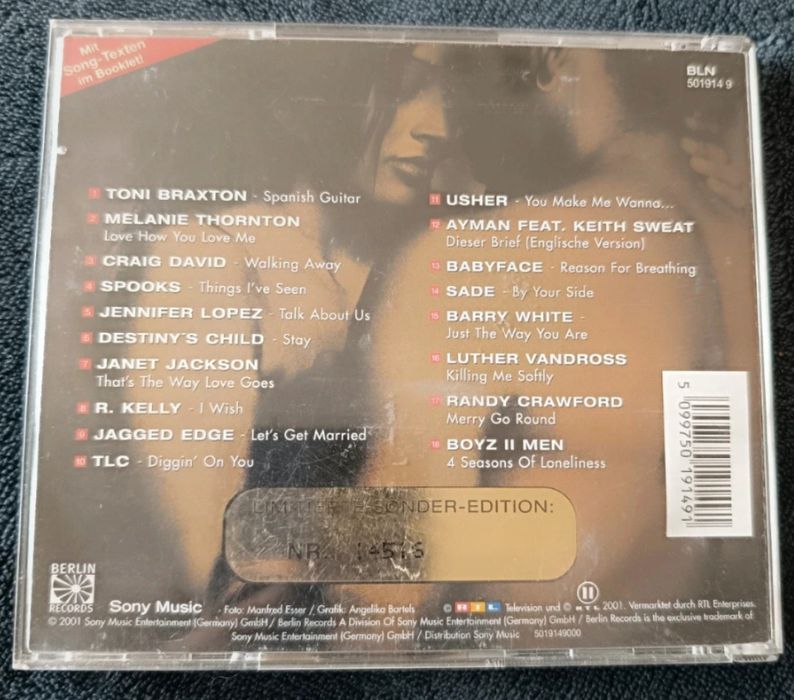 Mit
Song-Texten
im Booklet!
BLN
501914 9
1 TONI BRAXTON - Spanish Guitar
2 MELANIE THORNTON
Love How You Love Me
3 CRAIG DAVID - Walking Away
4 SPOOKS - Things I've Seen
5 JENNIFER LOPEZ - Talk About Us
6 DESTINY'S CHILD - Stay
7 JANET JACKSON
That's The Way Love Goes
8 R. KELLY - I Wish
9 JAGGED EDGE - Let's Get Married
10 TLC - Diggin' On You
11 USHER - You Make Me Wanna...
12 AYMAN FEAT. KEITH SWEAT
Dieser Brief (Englische Version)
13 BABYFACE - Reason For Breathing
14 SADE - By Your Side
15 BARRY WHITE -
Just The Way You Are
16 LUTHER VANDROSS
Killing Me Softly
17 RANDY CRAWFORD
Merry Go Round
18 BOYZ II MEN
4 Seasons Of Loneliness
5 099750 191491
LIMITIERTE SONDER-EDITION:
NR. 14516
BERLIN
RECORDS
Sony Music - Foto: Manfred Esser / Grafik: Angelika Bartels © RTL Television und © RTL 2001. Vermarktet durch RTL Enterprises.
© 2001 Sony Music Entertainment (Germany) GmbH / Berlin Records A Division Of Sony Music Entertainment (Germany) GmbH / Berlin Records is the exclusive trademark of
Sony Music Entertainment (Germany) GmbH / Distribution Sony Music 5019149000